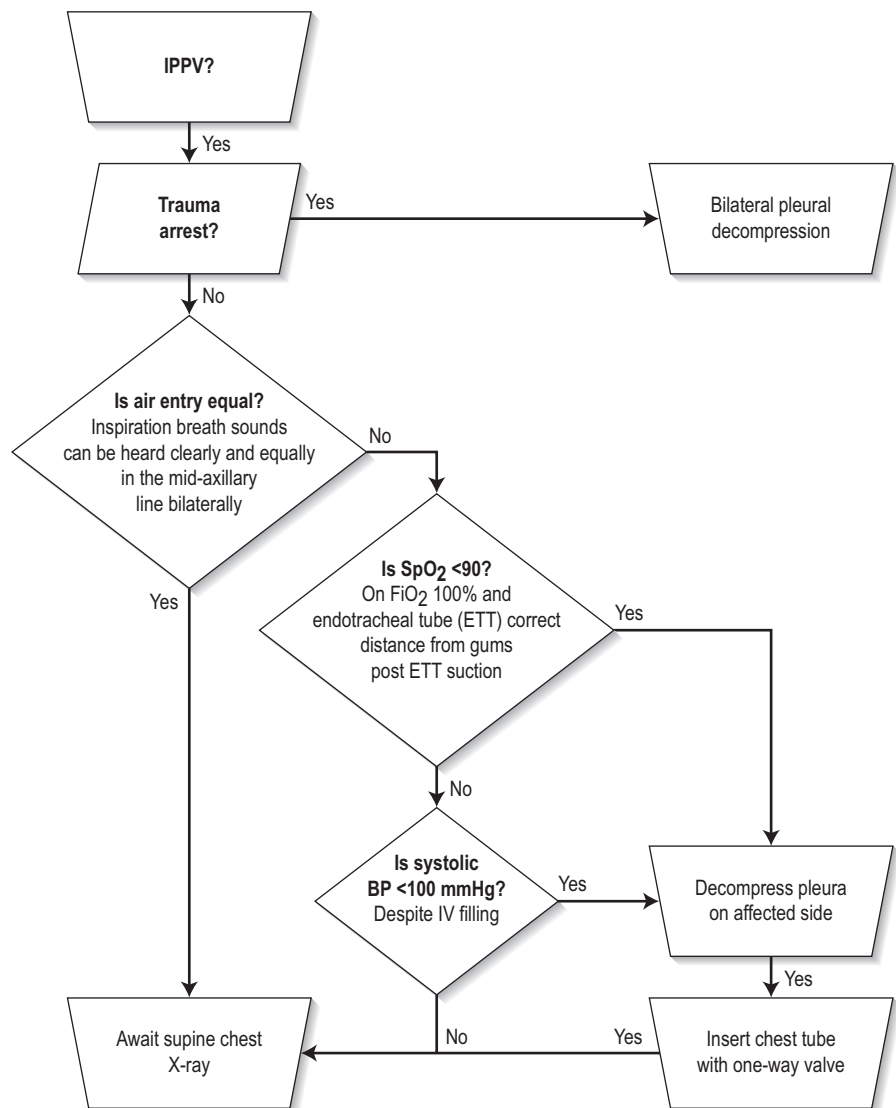 IPPV?
Yes
Trauma
arrest?
Yes
Bilateral pleural
decompression
No
Is air entry equal?
Inspiration breath sounds
can be heard clearly and equally
in the mid-axillary
line bilaterally
No
Yes
Is SpO₂ <90?
On FiO₂ 100% and
endotracheal tube (ETT) correct
distance from gums
post ETT suction
Yes
No
Is systolic
BP <100 mmHg?
Despite IV filling
Yes
Decompress pleura
on affected side
Yes
No
Yes
Await supine chest
X-ray
Insert chest tube
with one-way valve